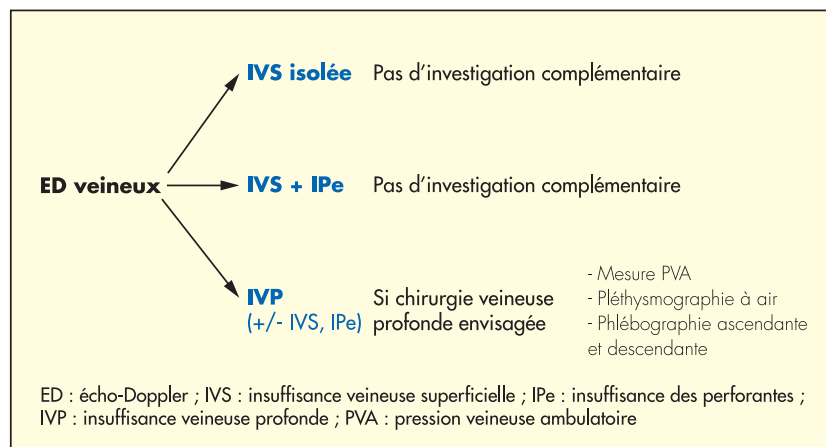 IVS isolée Pas d'investigation complémentaire
ED veineux
IVS + IPe Pas d'investigation complémentaire
IVP
(+/- IVS, IPe)
Si chirurgie veineuse
profonde envisagée
- Mesure PVA
- Pléthysmographie à air
- Phlébographie ascendante
et descendante
ED : écho-Doppler ; IVS : insuffisance veineuse superficielle ; IPe : insuffisance des perforantes ;
IVP : insuffisance veineuse profonde ; PVA : pression veineuse ambulatoire